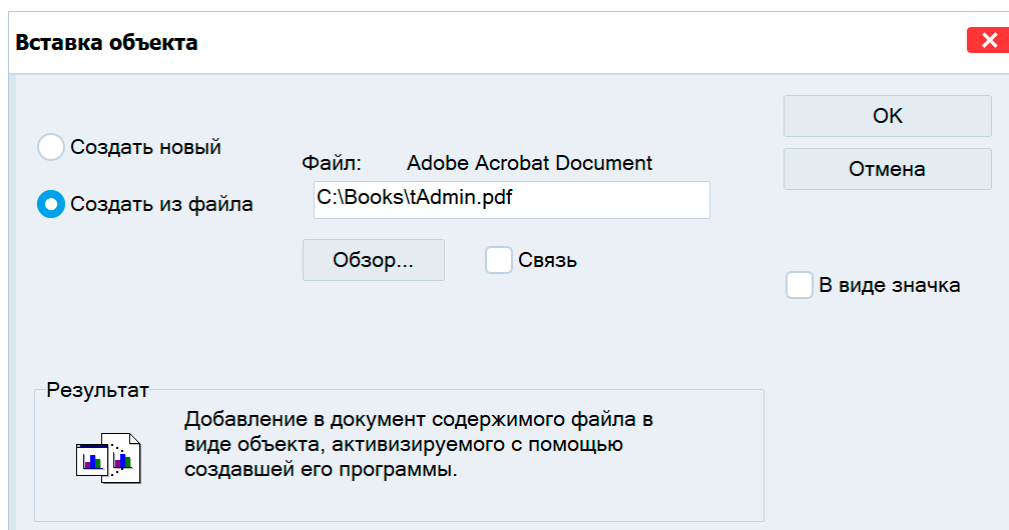 Вставка объекта
OK
Создать новый
Файл: Adobe Acrobat Document
Отмена
Создать из файла
C:\Books\tAdmin.pdf
Обзор...
Связь
В виде значка
Результат
Добавление в документ содержимого файла в
виде объекта, активизируемого с помощью
создавшей его программы.